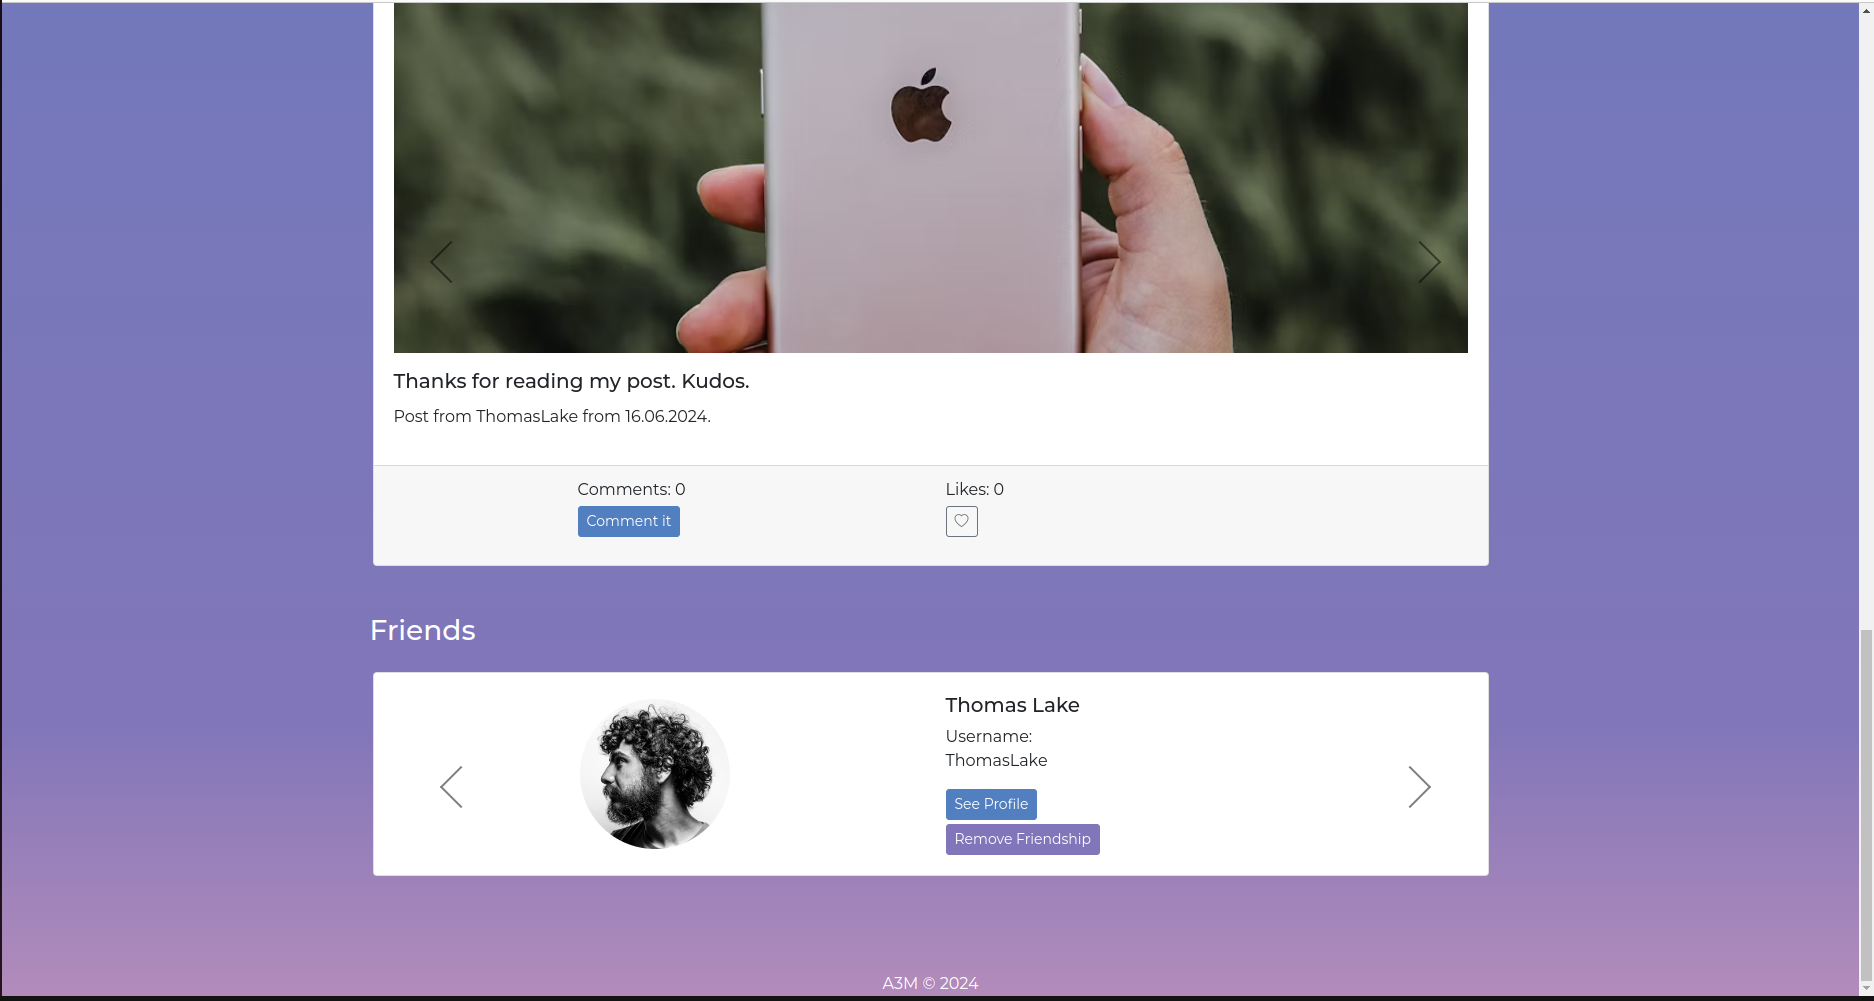 Thanks for reading my post. Kudos.
Post from ThomasLake from 16.06.2024.
Comments: 0
Likes: 0
Comment it
Friends
Thomas Lake
Username:
ThomasLake
See Profile
Remove Friendship
A3M © 2024